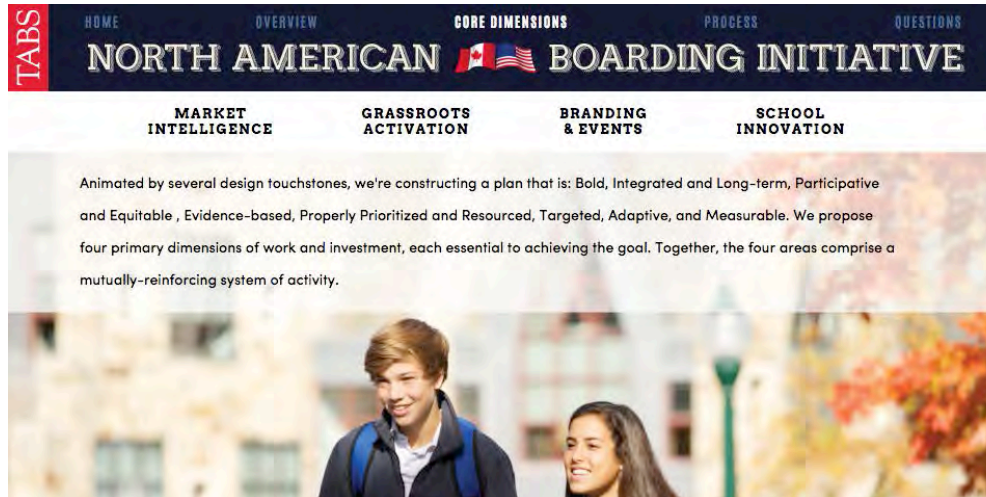 TABS
HOME OVERVIEW CORE DIMENSIONS PROCESS QUESTIONS
NORTH AMERICAN BOARDING INITIATIVE
MARKET INTELLIGENCE
GRASSROOTS ACTIVATION
BRANDING & EVENTS
SCHOOL INNOVATION
Animated by several design touchstones, we're constructing a plan that is: Bold, Integrated and Long-term, Participative
and Equitable , Evidence-based, Properly Prioritized and Resourced, Targeted, Adaptive, and Measurable. We propose
four primary dimensions of work and investment, each essential to achieving the goal. Together, the four areas comprise a
mutually-reinforcing system of activity.